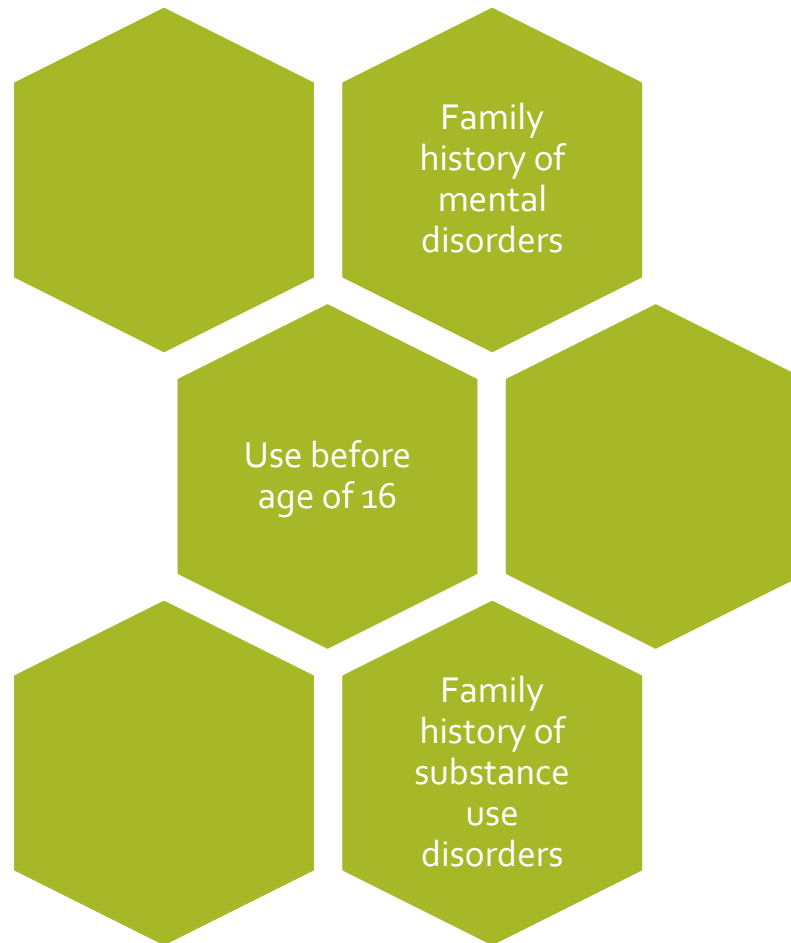 Family
history of
mental
disorders
Use before
age of 16
Family
history of
substance
use
disorders